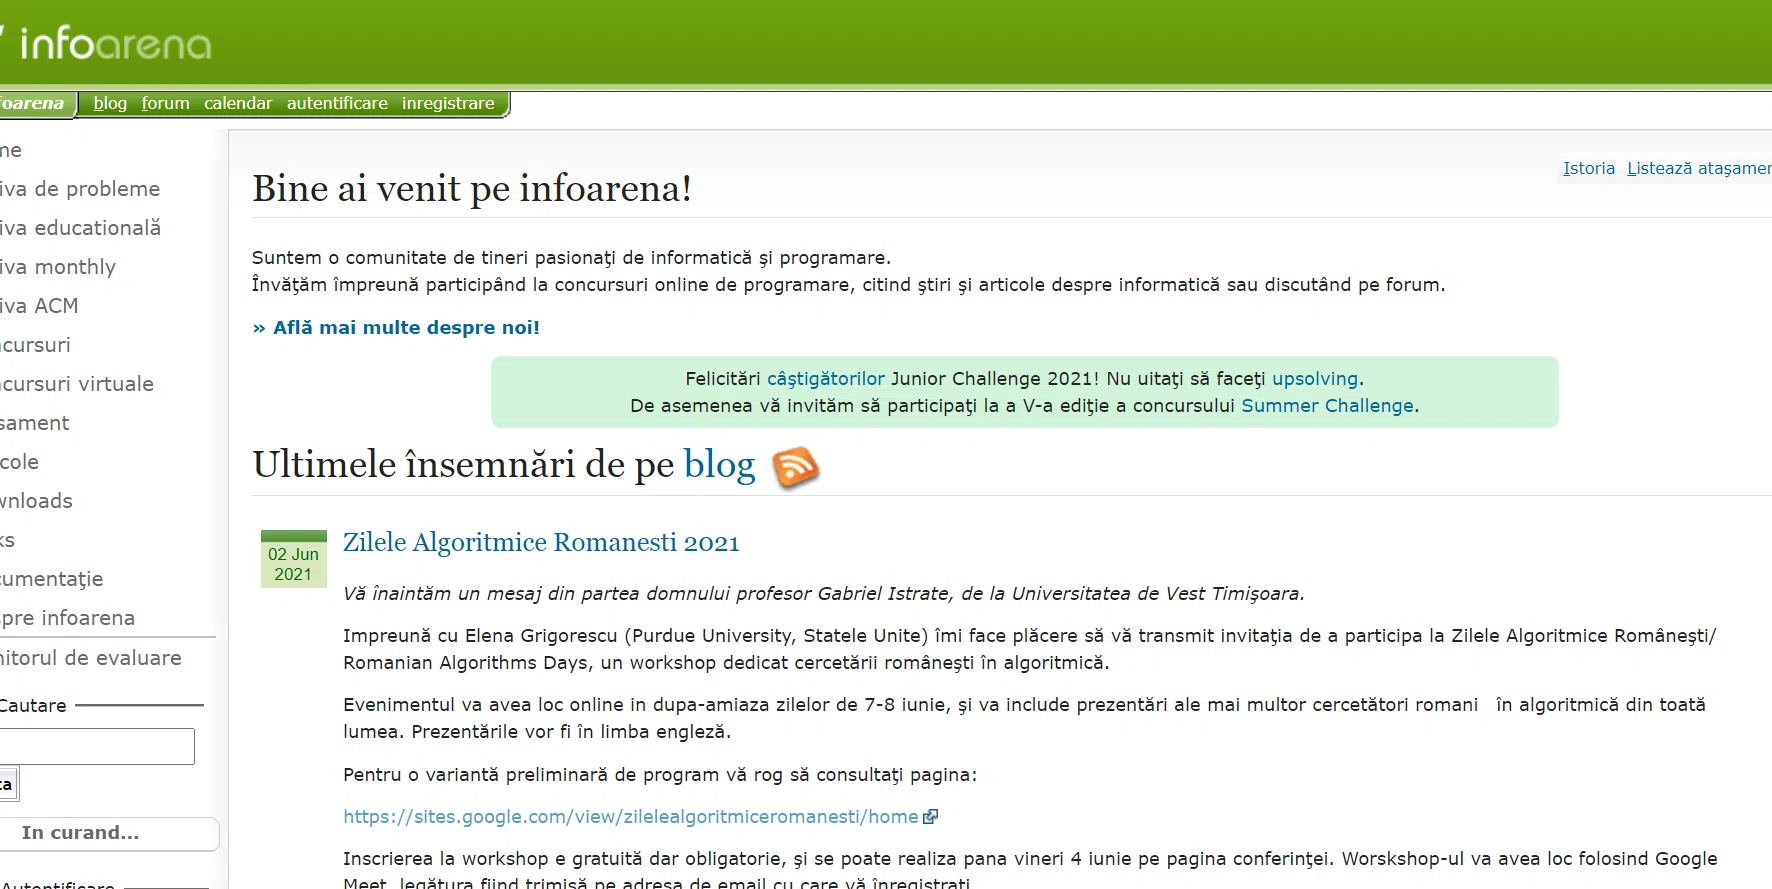 infoarena
foarena blog forum calendar autentificare inregistrare
me
iva de probleme
iva educatională
iva monthly
iva ACM
cursuri
cursuri virtuale
sament
cole
wnloads
ks
cumentaţie
pre infoarena
nitorul de evaluare
Cautare
ta
In curand...
Autentificare
Istoria Listează ataşamen
Bine ai venit pe infoarena!
Suntem o comunitate de tineri pasionaţi de informatică şi programare.
Învăţăm împreună participând la concursuri online de programare, citind ştiri şi articole despre informatică sau discutând pe forum.
» Află mai multe despre noi!
Felicitări câştigătorilor Junior Challenge 2021! Nu uitaţi să faceţi upsolving.
De asemenea vă invităm să participaţi la a V-a ediţie a concursului Summer Challenge.
Ultimele însemnări de pe blog
02 Jun
2021
Zilele Algoritmice Romanesti 2021
Vă înaintăm un mesaj din partea domnului profesor Gabriel Istrate, de la Universitatea de Vest Timişoara.
Impreună cu Elena Grigorescu (Purdue University, Statele Unite) îmi face plăcere să vă transmit invitaţia de a participa la Zilele Algoritmice Româneşti/
Romanian Algorithms Days, un workshop dedicat cercetării româneşti în algoritmică.
Evenimentul va avea loc online in dupa-amiaza zilelor de 7-8 iunie, şi va include prezentări ale mai multor cercetători romani în algoritmică din toată
lumea. Prezentările vor fi în limba engleză.
Pentru o variantă preliminară de program vă rog să consultaţi pagina:
https://sites.google.com/view/zilelealgoritmiceromanesti/home
Inscrierea la workshop e gratuită dar obligatorie, şi se poate realiza pana vineri 4 iunie pe pagina conferinţei. Worskshop-ul va avea loc folosind Google
Meet, legătura fiind trimisă pe adresa de email cu care vă înregistraţi.